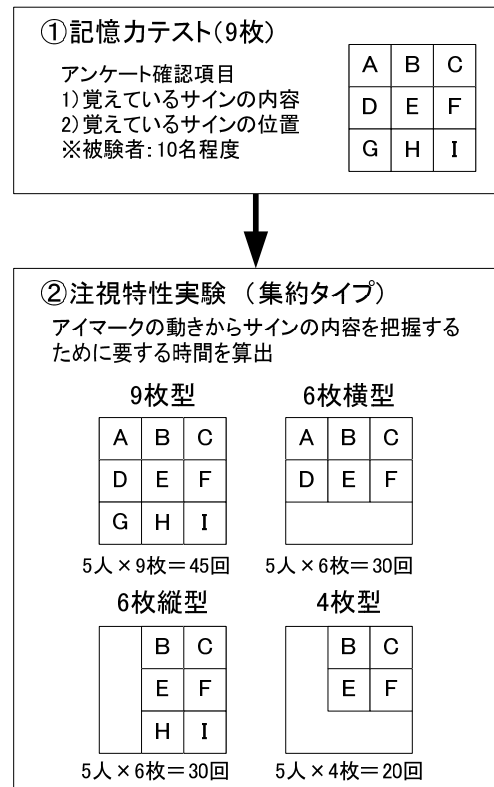 ①記憶力テスト(9枚)
アンケート確認項目
1)覚えているサインの内容
2)覚えているサインの位置
※被験者:10名程度
A B C
D E F
G H I
②注視特性実験 (集約タイプ)
アイマークの動きからサインの内容を把握する
ために要する時間を算出
9枚型 6枚横型
A B C A B C
D E F D E F
G H I
5人×9枚=45回 5人×6枚=30回
6枚縦型 4枚型
B C B C
E F E F
H I
5人×6枚=30回 5人×4枚=20回